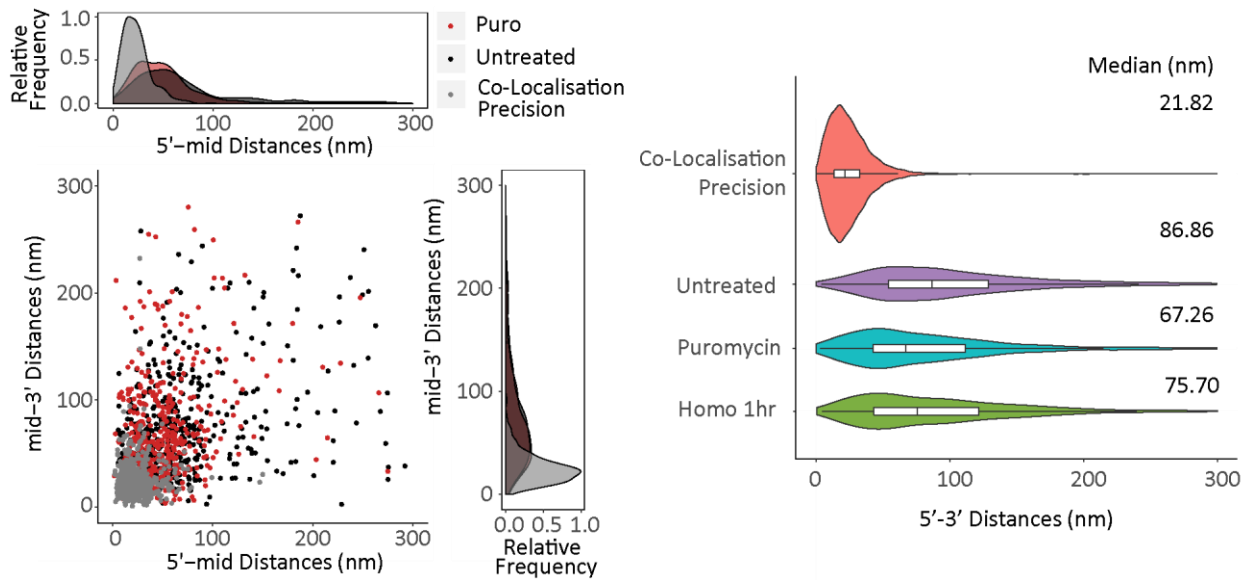 Relative
Frequency
1.0
0.5
0.0
0
100
200
300
5'−mid Distances (nm)
Puro
Untreated
Co-Localisation
Precision
mid−3' Distances (nm)
300
200
100
0
0
100
200
300
5'−mid Distances (nm)
mid−3' Distances (nm)
300
200
100
0
0.0
0.5
1.0
Relative
Frequency
Median (nm)
21.82
Co-Localisation
Precision
86.86
Untreated
67.26
Puromycin
75.70
Homo 1hr
0
100
200
300
5'-3' Distances (nm)